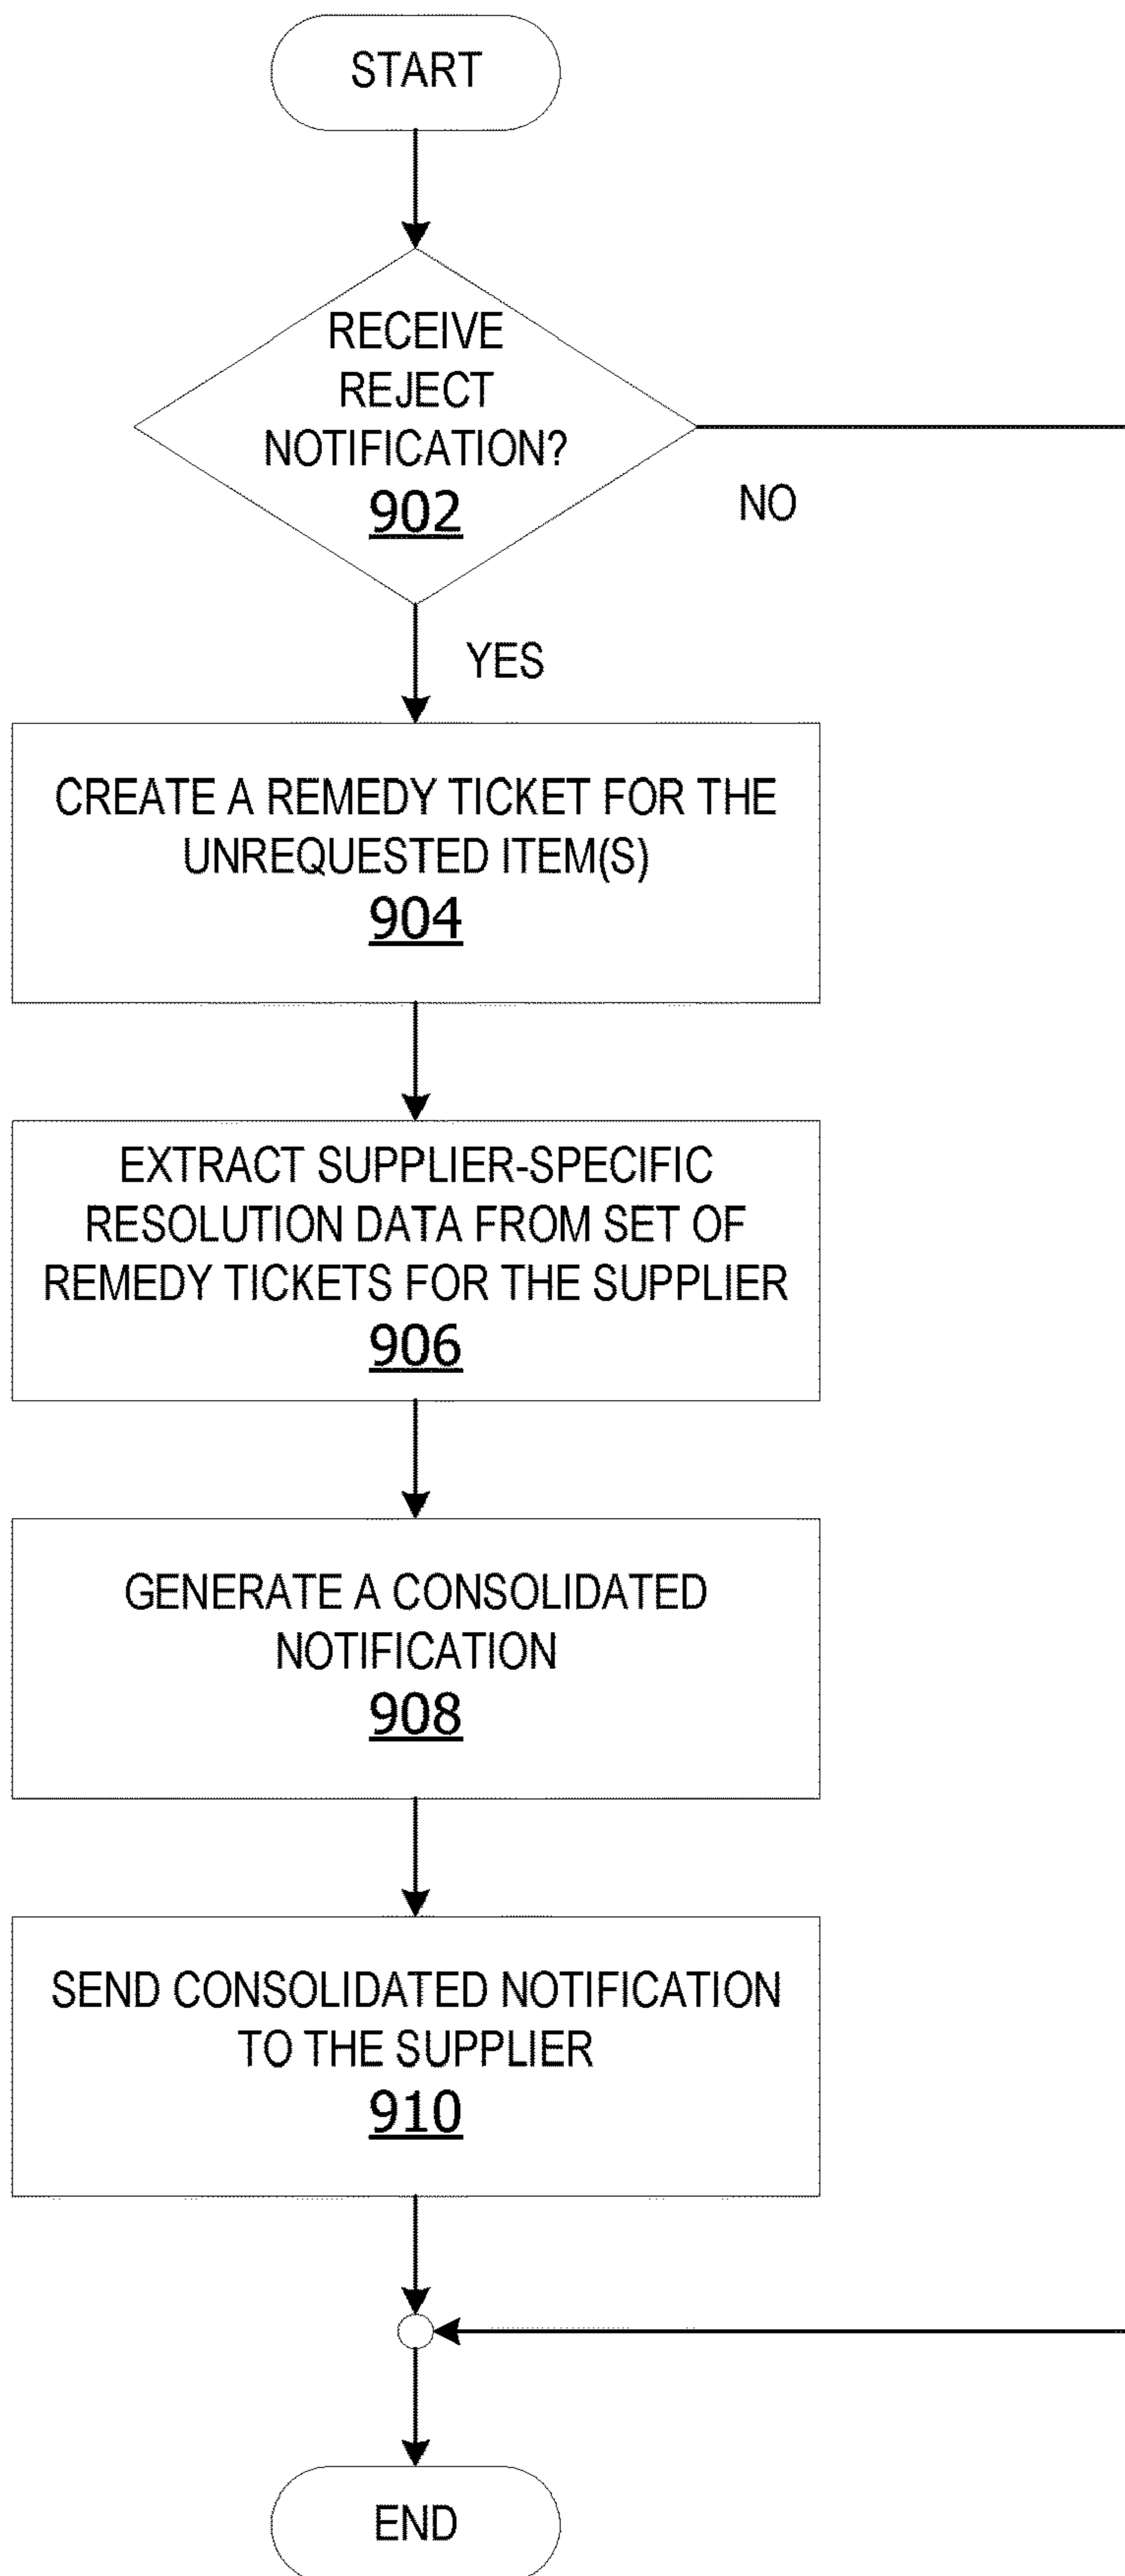 START
RECEIVE
REJECT
NOTIFICATION?
902
NO
YES
CREATE A REMEDY TICKET FOR THE
UNREQUESTED ITEM(S)
904
EXTRACT SUPPLIER-SPECIFIC
RESOLUTION DATA FROM SET OF
REMEDY TICKETS FOR THE SUPPLIER
906
GENERATE A CONSOLIDATED
NOTIFICATION
908
SEND CONSOLIDATED NOTIFICATION
TO THE SUPPLIER
910
END